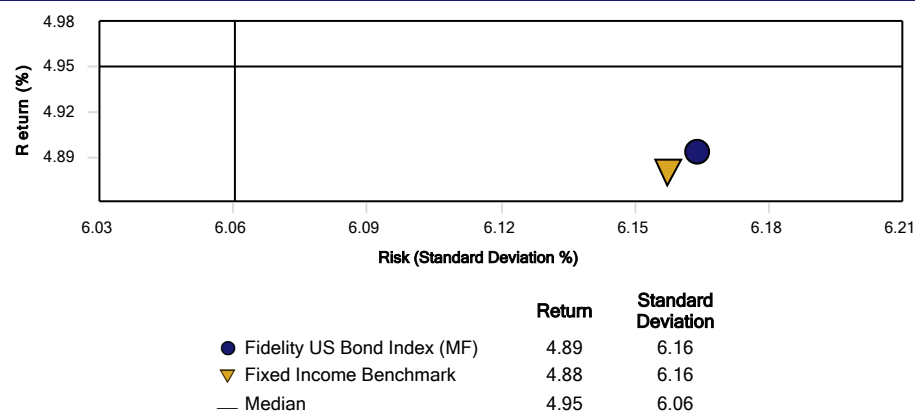 4.98
4.95
4.92
4.89
Return (%)
6.03 6.06 6.09 6.12 6.15 6.18 6.21
Risk (Standard Deviation %)
Return Standard Deviation
Fidelity US Bond Index (MF) 4.89 6.16
Fixed Income Benchmark 4.88 6.16
Median 4.95 6.06